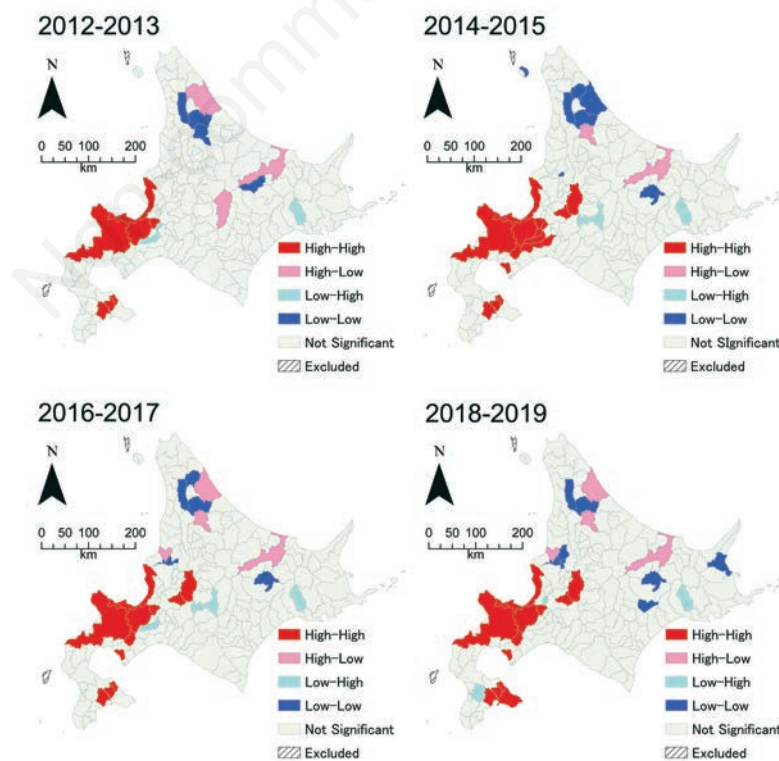 2012-2013
N
0 50 100 200
km
High-High
High-Low
Low-High
Low-Low
Not Significant
Excluded
2014-2015
N
0 50 100 200
km
High-High
High-Low
Low-High
Low-Low
Not Significant
Excluded
2016-2017
N
0 50 100 200
km
High-High
High-Low
Low-High
Low-Low
Not Significant
Excluded
2018-2019
N
0 50 100 200
km
High-High
High-Low
Low-High
Low-Low
Not Significant
Excluded